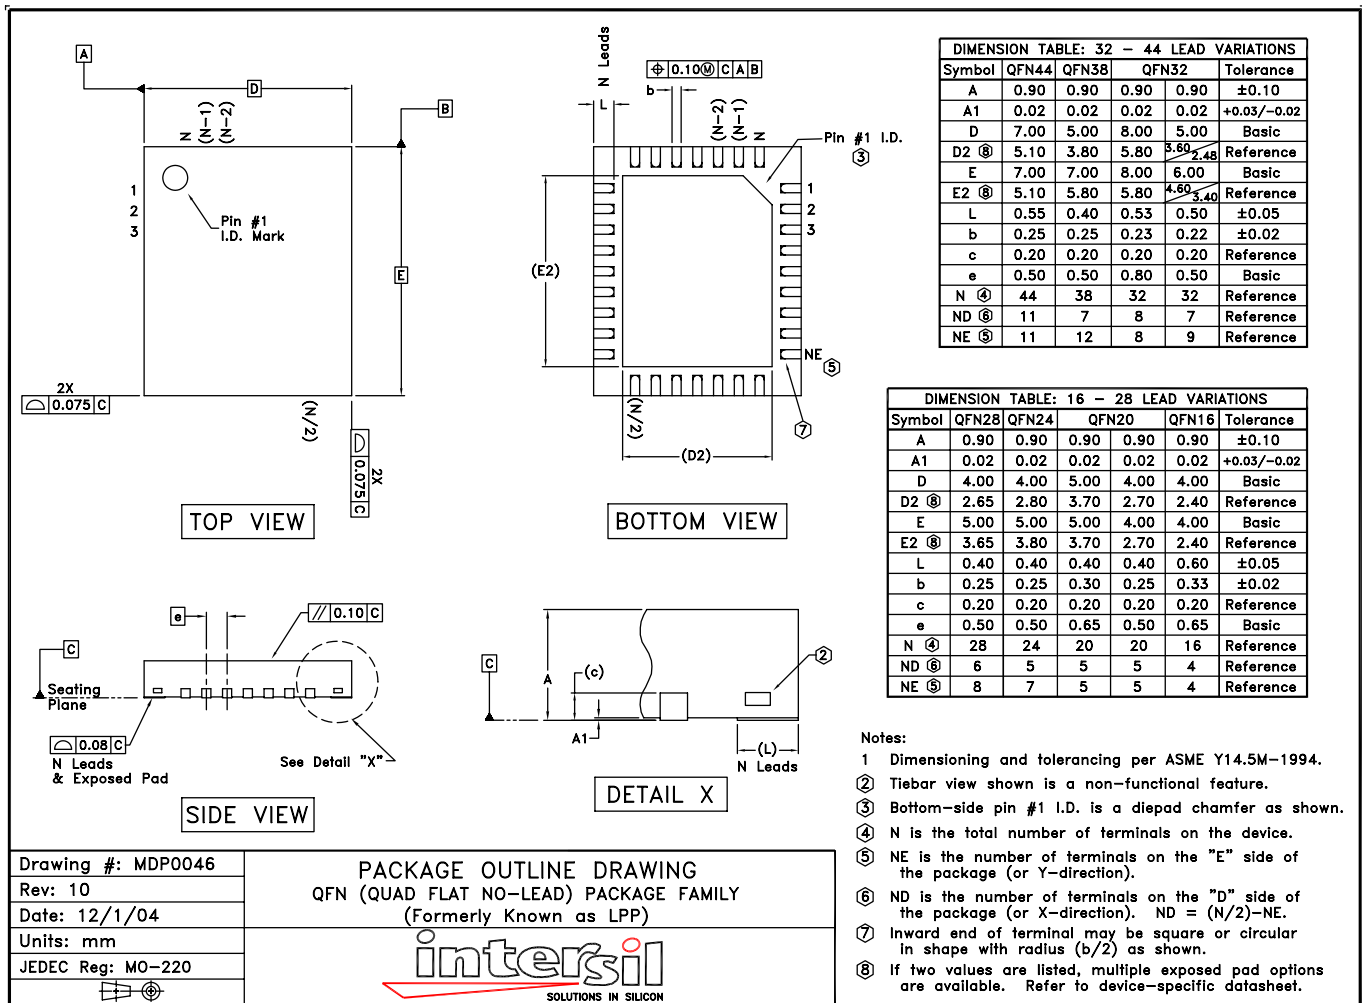 A
D
B
N
(N-1)
(N-2)
1
2
3
Pin #1
I.D. Mark
E
2X
0.075 C
(N/2)
2X
0.075 C
TOP VIEW
N Leads
L
b
0.10 Ⓜ C A B
(N-2)
(N-1)
N
Pin #1 I.D.
3
1
2
3
(E2)
NE
5
(N/2)
7
(D2)
BOTTOM VIEW
e
// 0.10 C
C
Seating
Plane
0.08 C
N Leads
& Exposed Pad
See Detail "X"
SIDE VIEW
C
A
(c)
A1
2
(L)
N Leads
DETAIL X
DIMENSION TABLE: 32 - 44 LEAD VARIATIONS
Symbol QFN44 QFN38 QFN32 Tolerance
A 0.90 0.90 0.90 0.90 ±0.10
A1 0.02 0.02 0.02 0.02 +0.03/-0.02
D 7.00 5.00 8.00 5.00 Basic
D2 8 5.10 3.80 5.80 3.60/2.48 Reference
E 7.00 7.00 8.00 6.00 Basic
E2 8 5.10 5.80 5.80 4.60/3.40 Reference
L 0.55 0.40 0.53 0.50 ±0.05
b 0.25 0.25 0.23 0.22 ±0.02
c 0.20 0.20 0.20 0.20 Reference
e 0.50 0.50 0.80 0.50 Basic
N 4 44 38 32 32 Reference
ND 6 11 7 8 7 Reference
NE 5 11 12 8 9 Reference
DIMENSION TABLE: 16 - 28 LEAD VARIATIONS
Symbol QFN28 QFN24 QFN20 QFN16 Tolerance
A 0.90 0.90 0.90 0.90 0.90 ±0.10
A1 0.02 0.02 0.02 0.02 0.02 +0.03/-0.02
D 4.00 4.00 5.00 4.00 4.00 Basic
D2 8 2.65 2.80 3.70 2.70 2.40 Reference
E 5.00 5.00 5.00 4.00 4.00 Basic
E2 8 3.65 3.80 3.70 2.70 2.40 Reference
L 0.40 0.40 0.40 0.40 0.60 ±0.05
b 0.25 0.25 0.30 0.25 0.33 ±0.02
c 0.20 0.20 0.20 0.20 0.20 Reference
e 0.50 0.50 0.65 0.50 0.65 Basic
N 4 28 24 20 20 16 Reference
ND 6 6 5 5 5 4 Reference
NE 5 8 7 5 5 4 Reference
Notes:
1 Dimensioning and tolerancing per ASME Y14.5M-1994.
2 Tiebar view shown is a non-functional feature.
3 Bottom-side pin #1 I.D. is a diepad chamfer as shown.
4 N is the total number of terminals on the device.
5 NE is the number of terminals on the "E" side of
the package (or Y-direction).
6 ND is the number of terminals on the "D" side of
the package (or X-direction). ND = (N/2)-NE.
7 Inward end of terminal may be square or circular
in shape with radius (b/2) as shown.
8 If two values are listed, multiple exposed pad options
are available. Refer to device-specific datasheet.
Drawing #: MDP0046
Rev: 10
Date: 12/1/04
Units: mm
JEDEC Reg: MO-220
PACKAGE OUTLINE DRAWING
QFN (QUAD FLAT NO-LEAD) PACKAGE FAMILY
(Formerly Known as LPP)
intersil
SOLUTIONS IN SILICON